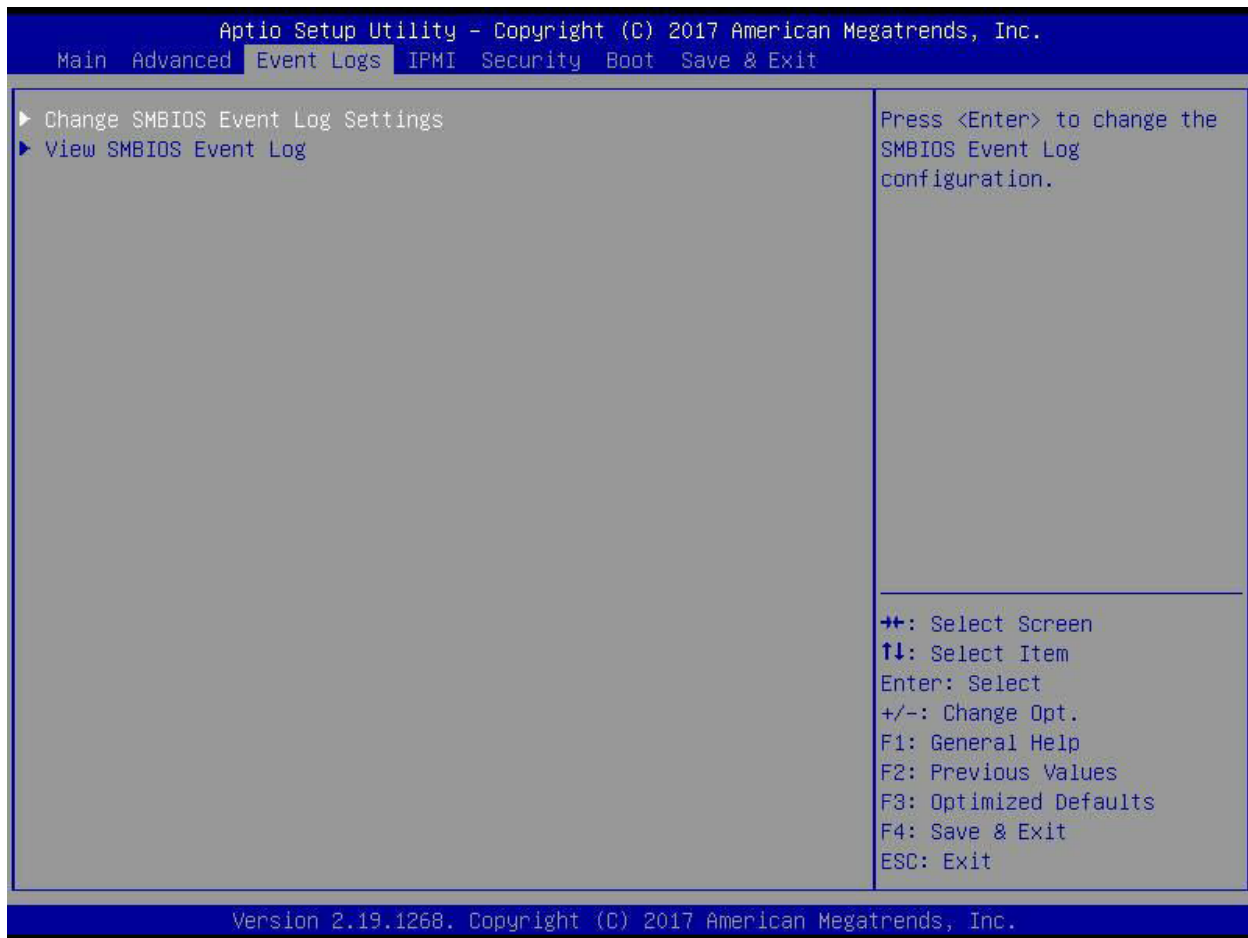 Aptio Setup Utility – Copyright (C) 2017 American Megatrends, Inc.
Main Advanced Event Logs IPMI Security Boot Save & Exit
▶ Change SMBIOS Event Log Settings
▶ View SMBIOS Event Log
Press <Enter> to change the
SMBIOS Event Log
configuration.
→←: Select Screen
↑↓: Select Item
Enter: Select
+/-: Change Opt.
F1: General Help
F2: Previous Values
F3: Optimized Defaults
F4: Save & Exit
ESC: Exit
Version 2.19.1268. Copyright (C) 2017 American Megatrends, Inc.